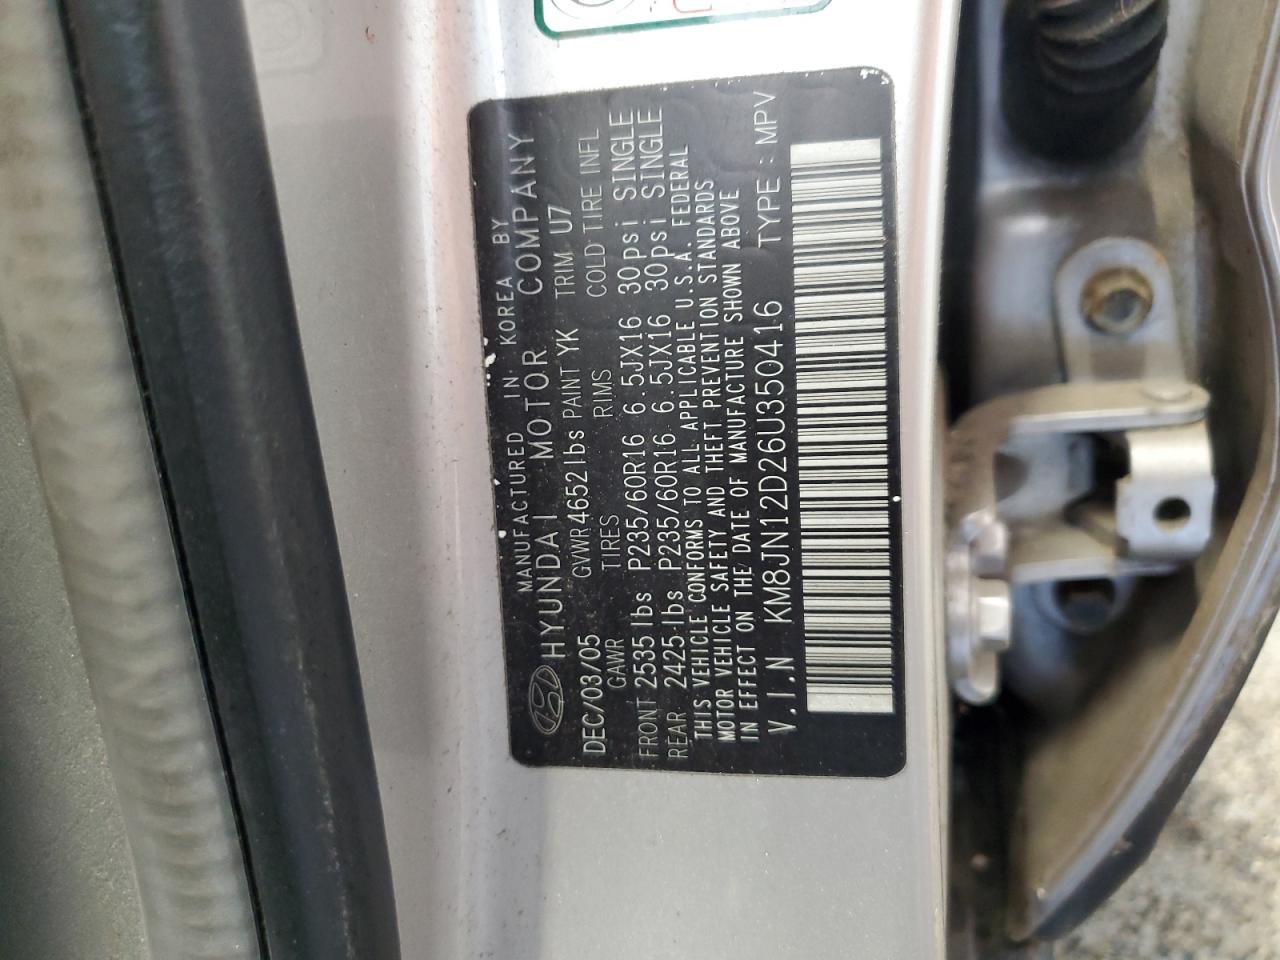 MANUFACTURED IN KOREA BY
HYUNDAI MOTOR COMPANY
DEC/03/05 GVWR4652lbs PAINT YK TRIM U7
GAWR TIRES RIMS COLD TIRE INFL
FRONT 2535 lbs P235/60R16 6.5JX16 30psi SINGLE
REAR 2425 lbs P235/60R16 6.5JX16 30psi SINGLE
THIS VEHICLE CONFORMS TO ALL APPLICABLE U.S.A. FEDERAL
MOTOR VEHICLE SAFETY AND THEFT PREVENTION STANDARDS
IN EFFECT ON THE DATE OF MANUFACTURE SHOWN ABOVE
V.I.N KM8JN12D26U350416 TYPE : MPV